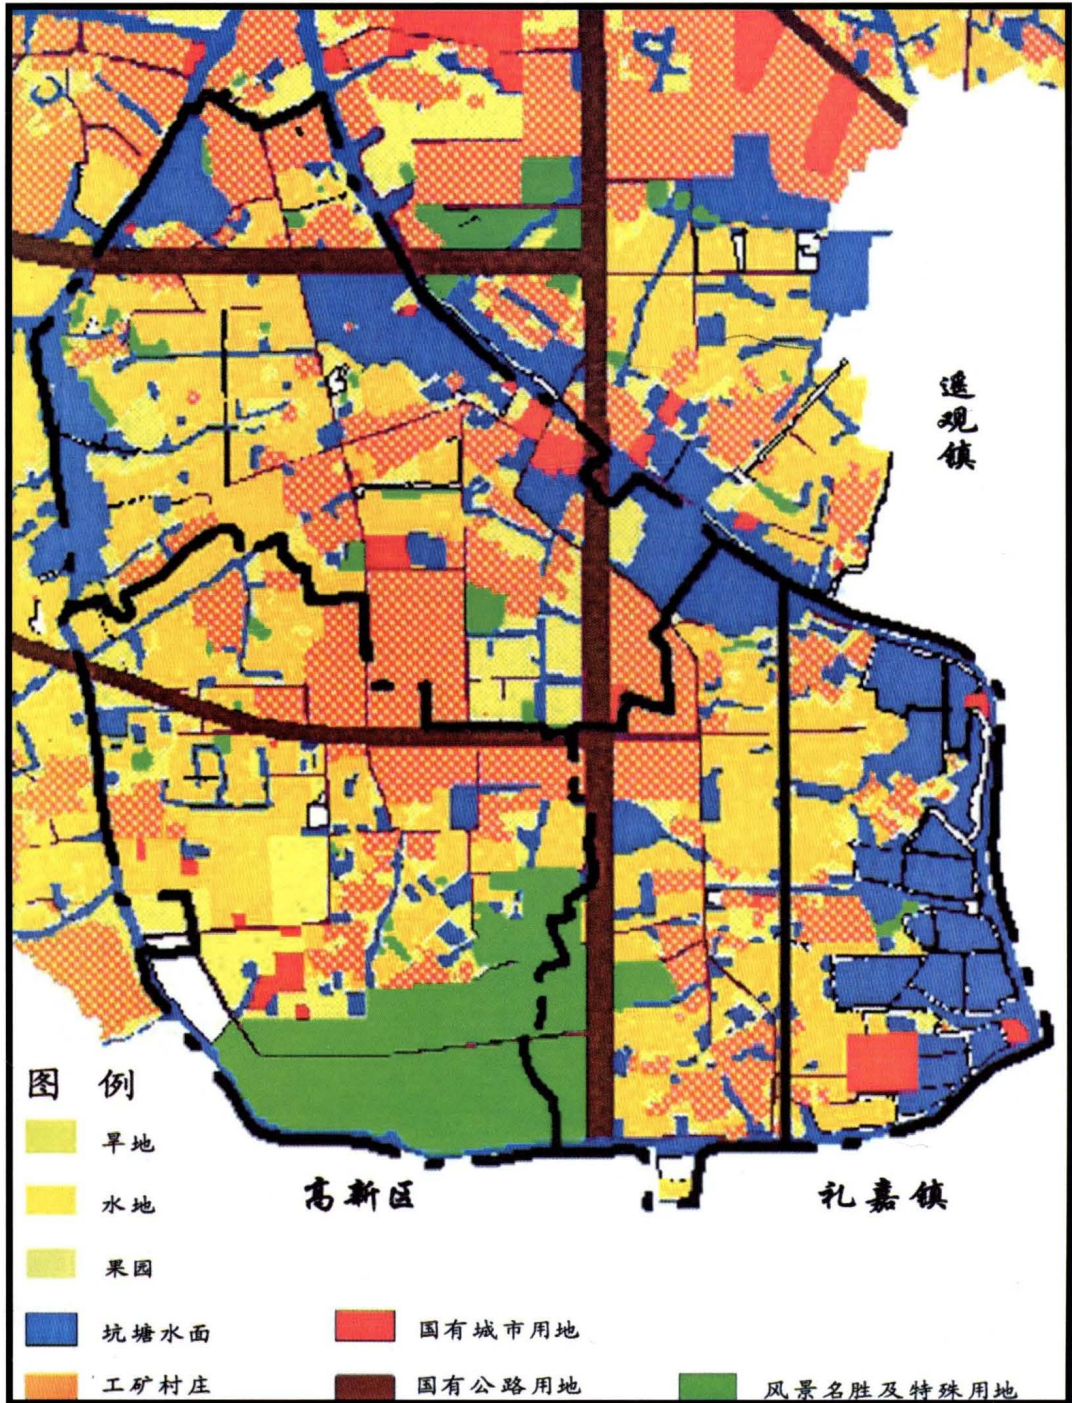 遥观镇
图 例
旱地
水地
果园
坑塘水面
工矿村庄
高新区
礼嘉镇
国有城市用地
国有公路用地
风景名胜及特殊用地